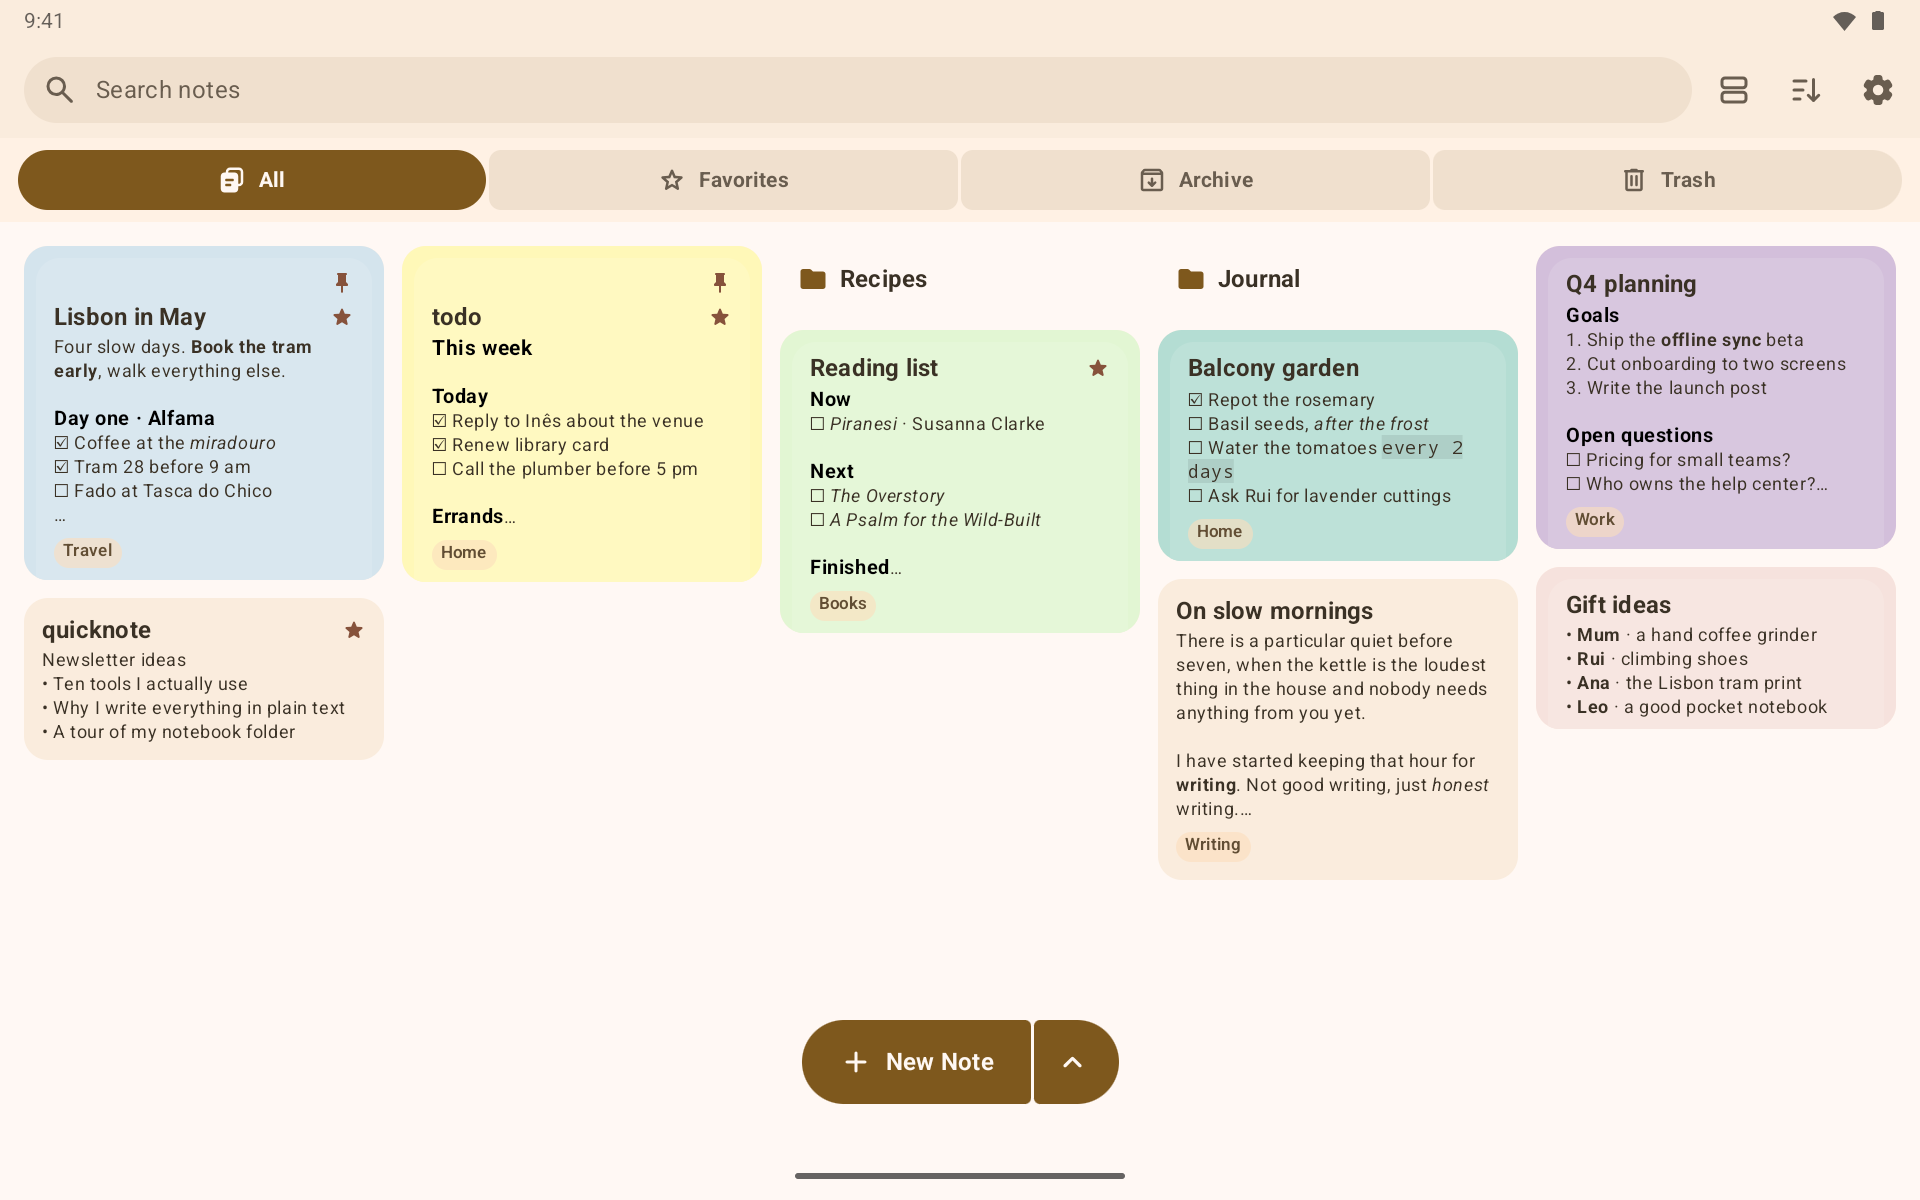 9:41
Search notes
All
Favorites
Archive
Trash
Lisbon in May
Four slow days. Book the tram
early, walk everything else.
Day one · Alfama
☑ Coffee at the miradouro
☑ Tram 28 before 9 am
☐ Fado at Tasca do Chico
…
Travel
quicknote
Newsletter ideas
• Ten tools I actually use
• Why I write everything in plain text
• A tour of my notebook folder
todo
This week
Today
☑ Reply to Inês about the venue
☑ Renew library card
☐ Call the plumber before 5 pm
Errands…
Home
Recipes
Reading list
Now
☐ Piranesi · Susanna Clarke
Next
☐ The Overstory
☐ A Psalm for the Wild-Built
Finished…
Books
Journal
Balcony garden
☑ Repot the rosemary
☐ Basil seeds, after the frost
☐ Water the tomatoes every 2
days
☐ Ask Rui for lavender cuttings
Home
On slow mornings
There is a particular quiet before
seven, when the kettle is the loudest
thing in the house and nobody needs
anything from you yet.
I have started keeping that hour for
writing. Not good writing, just honest
writing.…
Writing
Q4 planning
Goals
1. Ship the offline sync beta
2. Cut onboarding to two screens
3. Write the launch post
Open questions
☐ Pricing for small teams?
☐ Who owns the help center?…
Work
Gift ideas
• Mum · a hand coffee grinder
• Rui · climbing shoes
• Ana · the Lisbon tram print
• Leo · a good pocket notebook
New Note